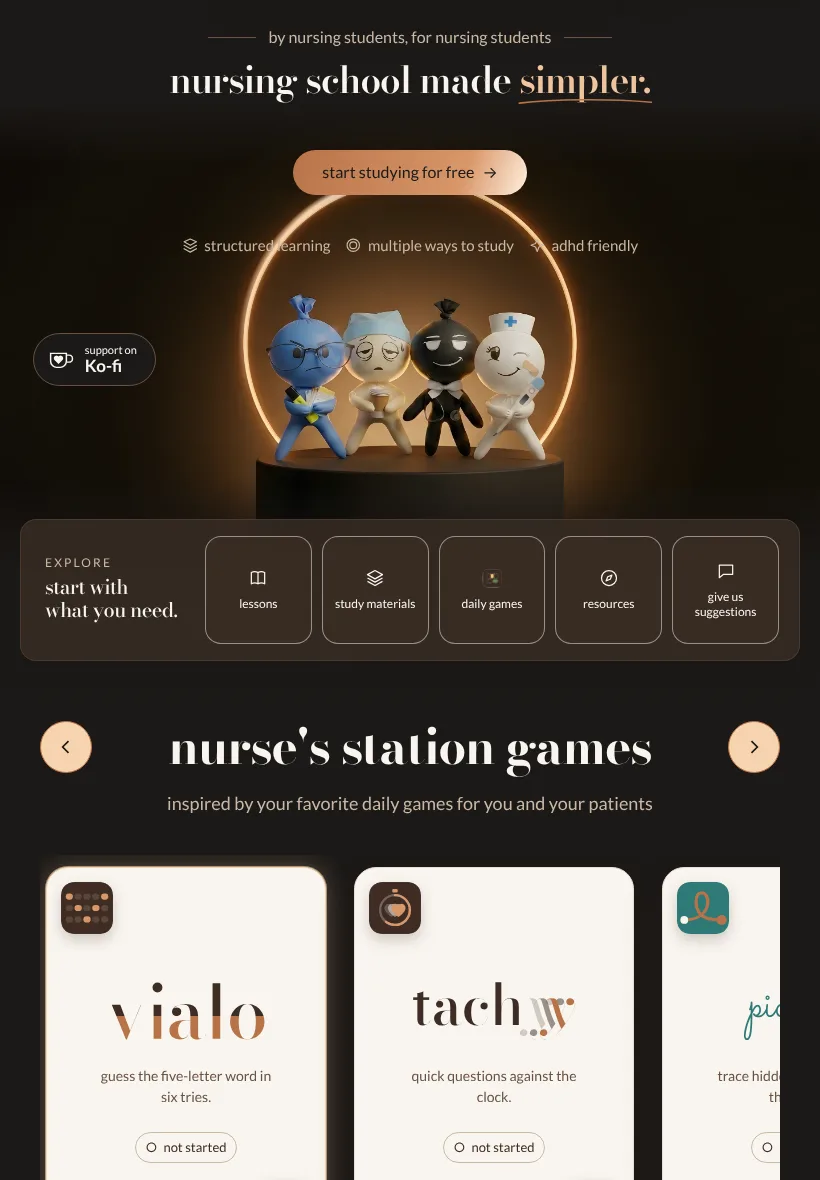 by nursing students, for nursing students
nursing school made simpler.
start studying for free →
structured learning
multiple ways to study
adhd friendly
support on
Ko-fi
EXPLORE
start with
what you need.
lessons
study materials
daily games
resources
give us
suggestions
nurse's station games
inspired by your favorite daily games for you and your patients
vialo
guess the five-letter word in
six tries.
not started
tachy
quick questions against the
clock.
not started
trace